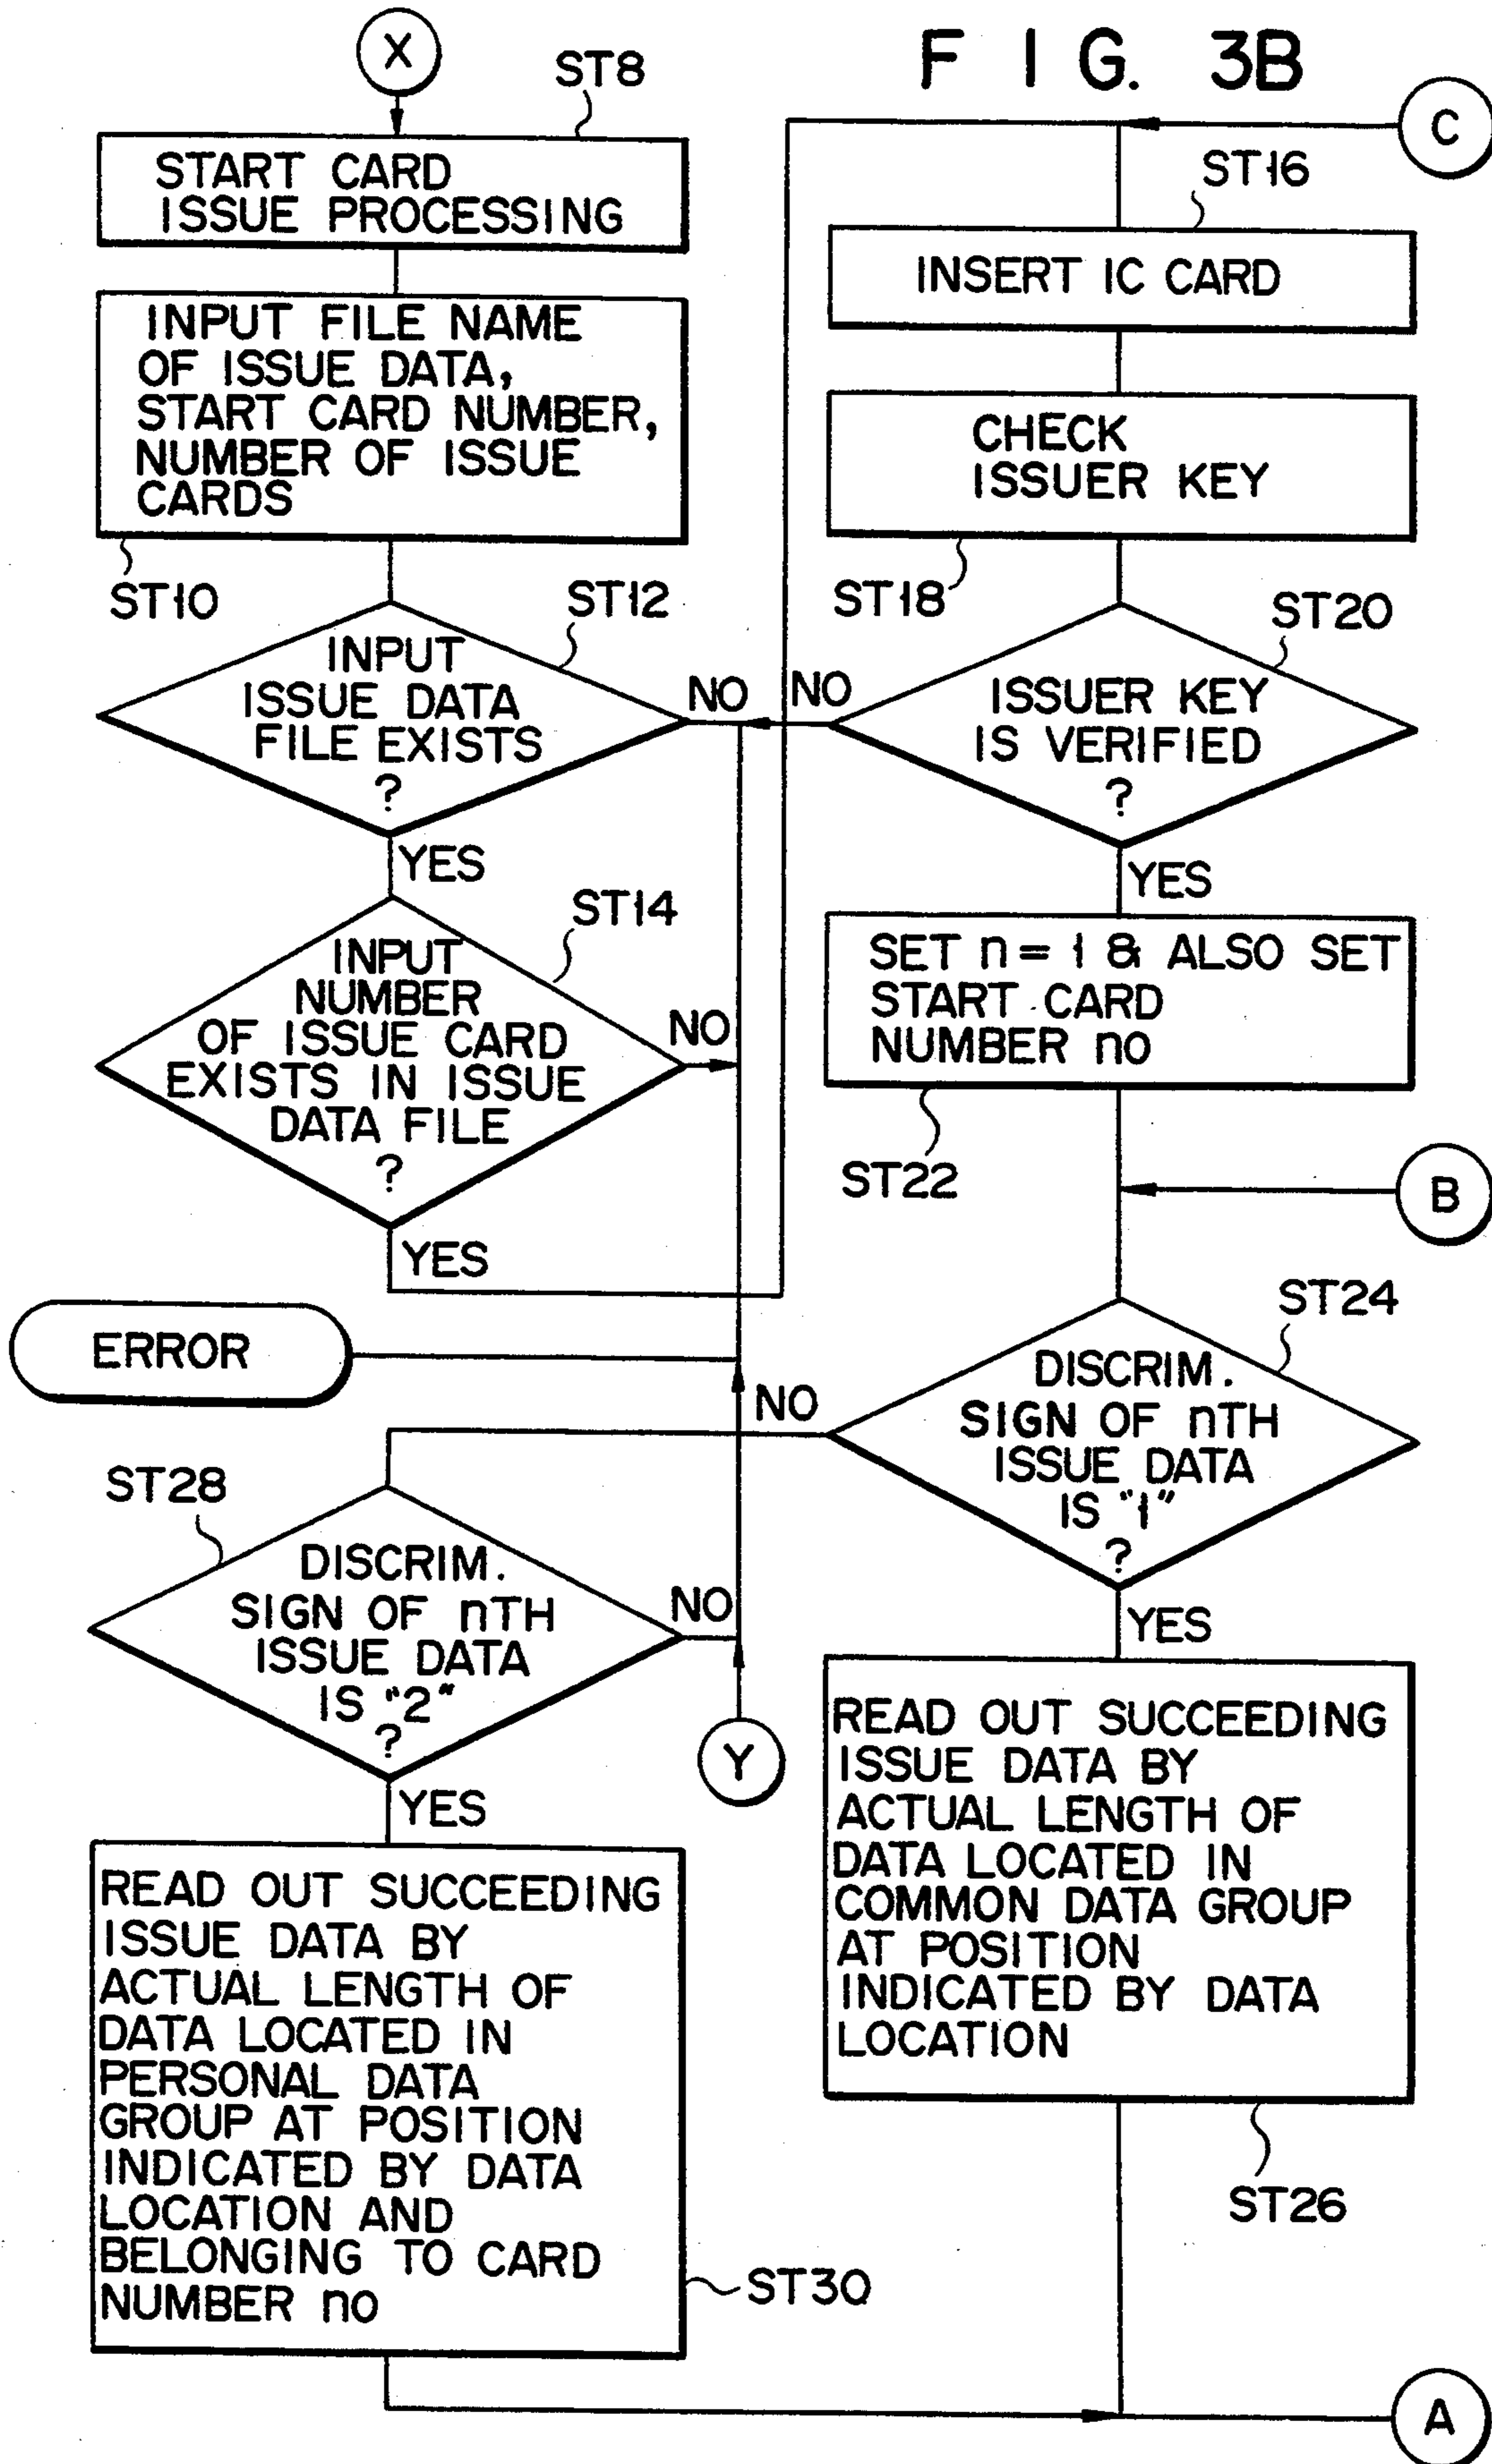 FIG. 3B
X
ST8
START CARD
ISSUE PROCESSING
INPUT FILE NAME
OF ISSUE DATA,
START CARD NUMBER,
NUMBER OF ISSUE
CARDS
ST10
ST12
INPUT
ISSUE DATA
FILE EXISTS
?
NO
YES
ST14
INPUT
NUMBER
OF ISSUE CARD
EXISTS IN ISSUE
DATA FILE
?
NO
YES
ERROR
C
ST16
INSERT IC CARD
CHECK
ISSUER KEY
ST18
ST20
ISSUER KEY
IS VERIFIED
?
NO
YES
SET n = 1 & ALSO SET
START CARD
NUMBER no
ST22
B
ST24
DISCRIM.
SIGN OF nTH
ISSUE DATA
IS "1"
?
NO
YES
READ OUT SUCCEEDING
ISSUE DATA BY
ACTUAL LENGTH OF
DATA LOCATED IN
COMMON DATA GROUP
AT POSITION
INDICATED BY DATA
LOCATION
ST26
ST28
DISCRIM.
SIGN OF nTH
ISSUE DATA
IS "2"
?
NO
YES
Y
READ OUT SUCCEEDING
ISSUE DATA BY
ACTUAL LENGTH OF
DATA LOCATED IN
PERSONAL DATA
GROUP AT POSITION
INDICATED BY DATA
LOCATION AND
BELONGING TO CARD
NUMBER no
ST30
A